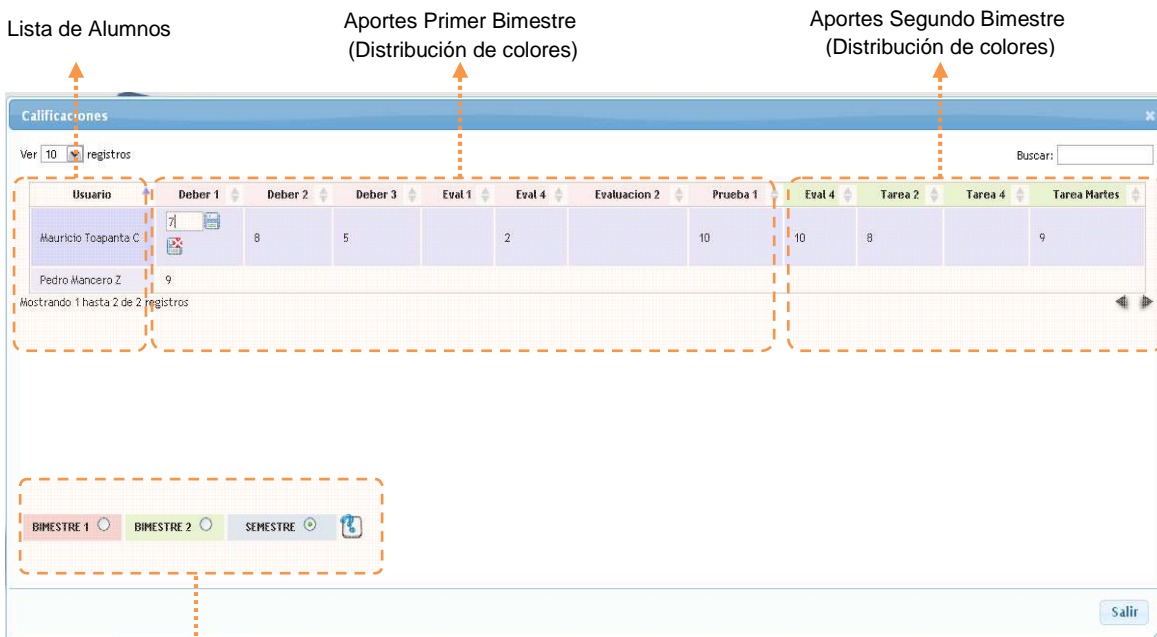 Lista de Alumnos
Aportes Primer Bimestre
(Distribución de colores)
Aportes Segundo Bimestre
(Distribución de colores)
Calificaciones
Ver 10 registros
Buscar:
Usuario Deber 1 Deber 2 Deber 3 Eval 1 Eval 4 Evaluacion 2 Prueba 1 Eval 4 Tarea 2 Tarea 4 Tarea Martes
Mauricio Toapanta C 7 8 5 2 10 10 8 9
Pedro Mancero Z 9
Mostrando 1 hasta 2 de 2 registros
BIMESTRE 1 BIMESTRE 2 SEMESTRE
Salir